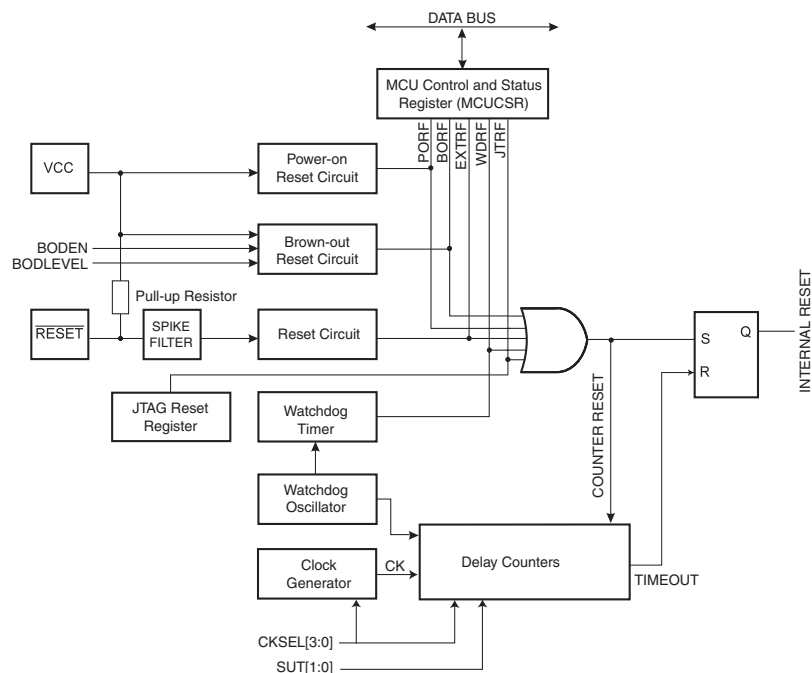 DATA BUS
MCU Control and Status
Register (MCUCSR)
PORF
BORF
EXTRF
WDRF
JTRF
VCC
Power-on
Reset Circuit
BODEN
BODLEVEL
Brown-out
Reset Circuit
Pull-up Resistor
RESET
SPIKE
FILTER
Reset Circuit
S
Q
R
INTERNAL RESET
JTAG Reset
Register
Watchdog
Timer
COUNTER RESET
Watchdog
Oscillator
Clock
Generator
CK
Delay Counters
TIMEOUT
CKSEL[3:0]
SUT[1:0]